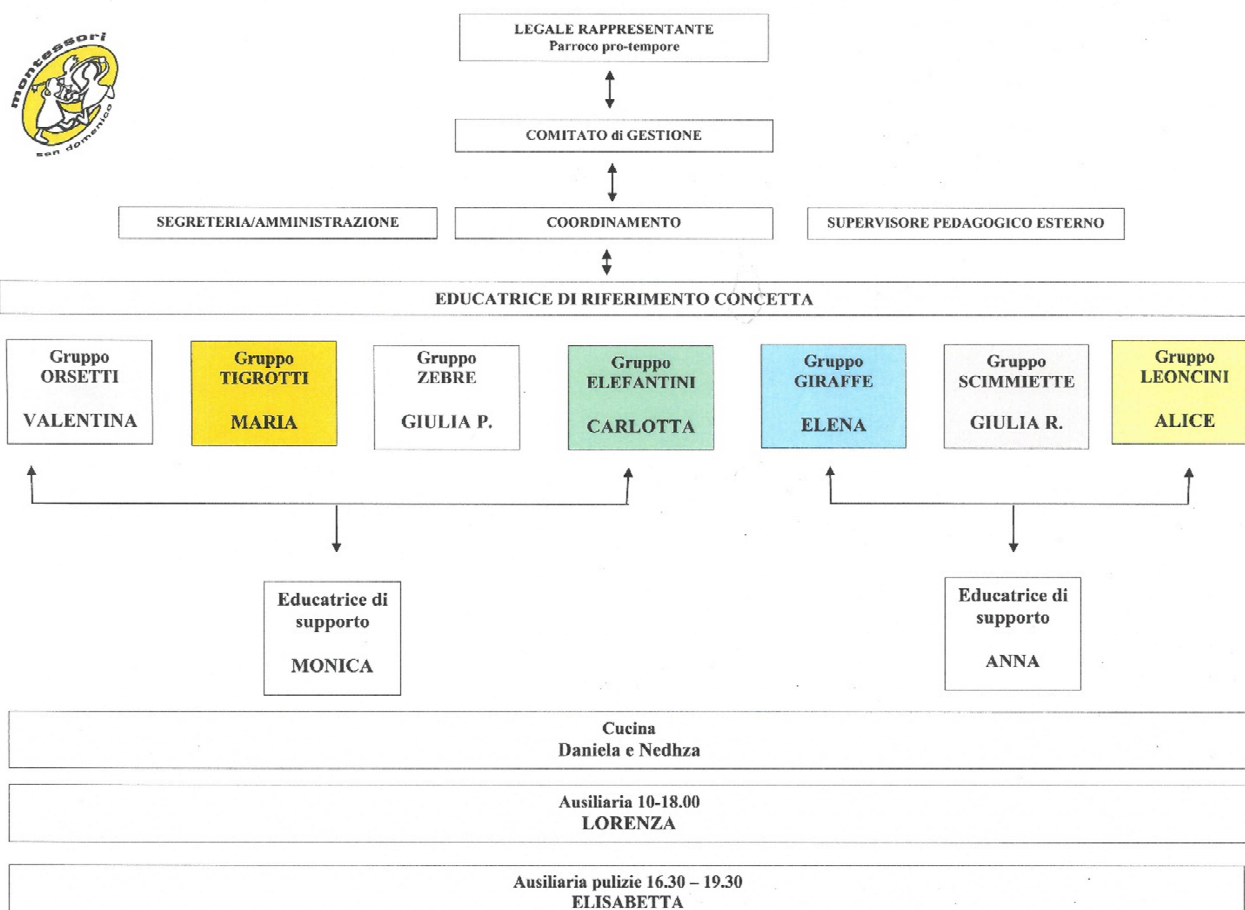 montessori
san domenico
LEGALE RAPPRESENTANTE
Parroco pro-tempore
COMITATO di GESTIONE
SEGRETERIA/AMMINISTRAZIONE
COORDINAMENTO
SUPERVISORE PEDAGOGICO ESTERNO
EDUCATRICE DI RIFERIMENTO CONCETTA
Gruppo
ORSETTI
VALENTINA
Gruppo
TIGROTTI
MARIA
Gruppo
ZEBRE
GIULIA P.
Gruppo
ELEFANTINI
CARLOTTA
Gruppo
GIRAFFE
ELENA
Gruppo
SCIMMIETTE
GIULIA R.
Gruppo
LEONCINI
ALICE
Educatrice di
supporto
MONICA
Educatrice di
supporto
ANNA
Cucina
Daniela e Nedhza
Ausiliaria 10-18.00
LORENZA
Ausiliaria pulizie 16.30 – 19.30
ELISABETTA